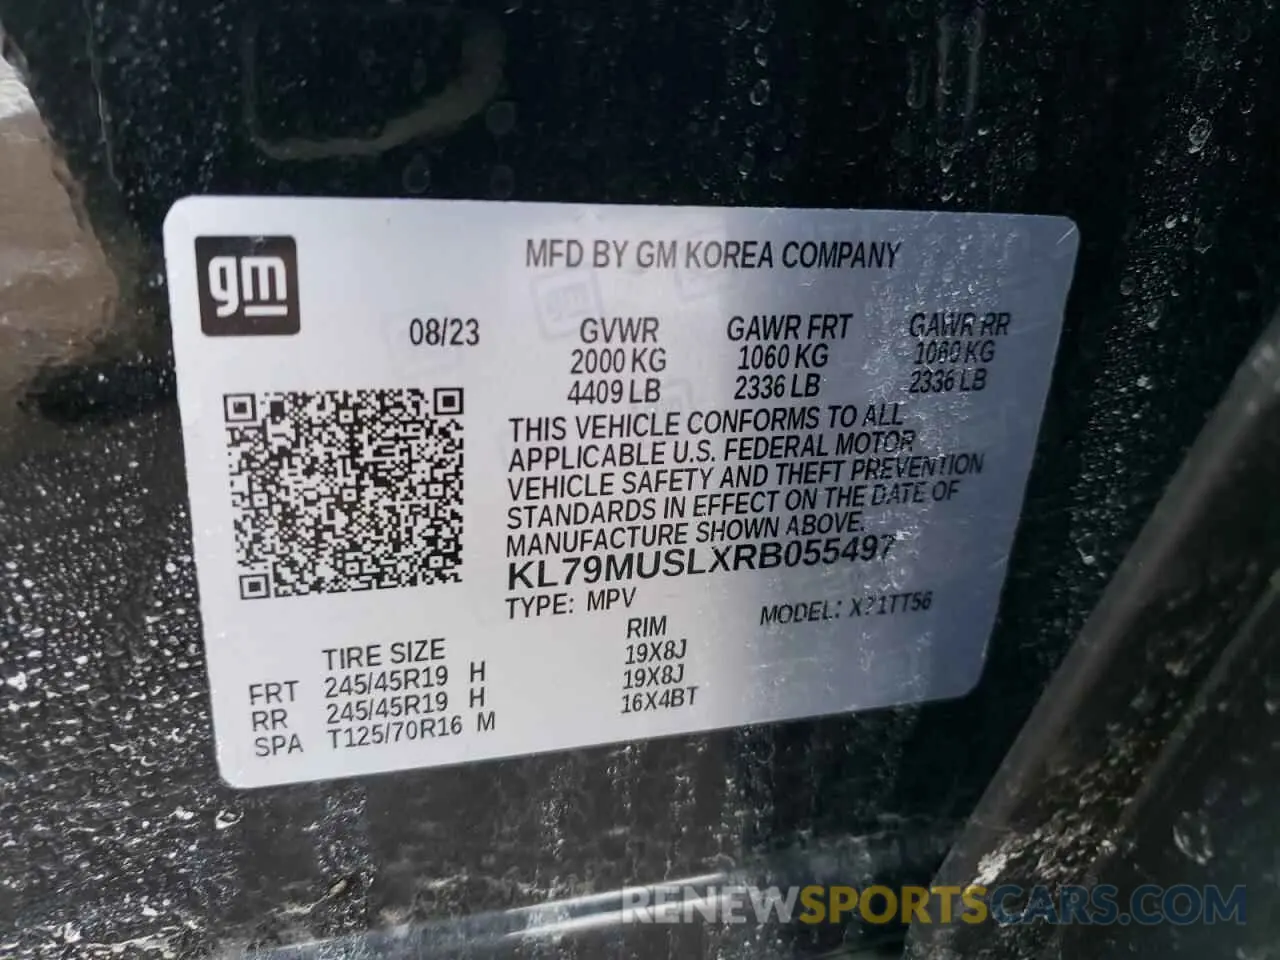 gm
MFD BY GM KOREA COMPANY
08/23
GVWR GAWR FRT GAWR RR
2000 KG 1060 KG 1060 KG
4409 LB 2336 LB 2336 LB
THIS VEHICLE CONFORMS TO ALL
APPLICABLE U.S. FEDERAL MOTOR
VEHICLE SAFETY AND THEFT PREVENTION
STANDARDS IN EFFECT ON THE DATE OF
MANUFACTURE SHOWN ABOVE.
KL79MUSLXRB055497
TYPE: MPV MODEL: X21TT56
TIRE SIZE RIM
FRT 245/45R19 H 19X8J
RR 245/45R19 H 19X8J
SPA T125/70R16 M 16X4BT
RENEWSPORTSCARS.COM